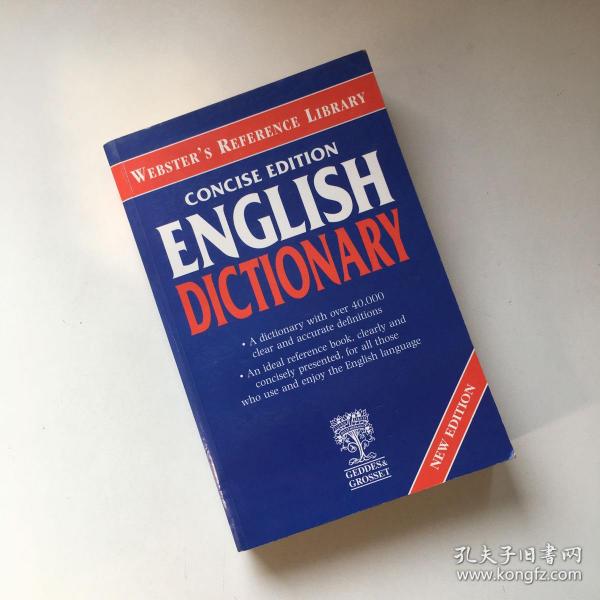 WEBSTER'S REFERENCE LIBRARY
CONCISE EDITION
ENGLISH
DICTIONARY
• A dictionary with over 40,000
clear and accurate definitions
• An ideal reference book, clearly and
concisely presented, for all those
who use and enjoy the English language
GEDDES&
GROSSET
NEW EDITION
孔夫子旧书网
www.kongfz.com